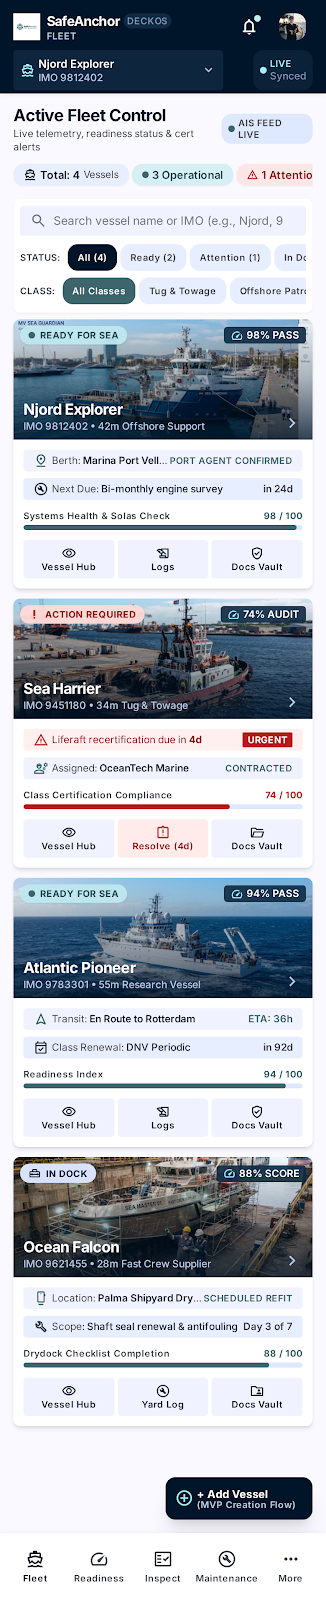 SafeAnchor DECKOS
FLEET
Njord Explorer
IMO 9812402
LIVE
Synced
Active Fleet Control
Live telemetry, readiness status & cert
alerts
AIS FEED
LIVE
Total: 4 Vessels
3 Operational
1 Attentio
Search vessel name or IMO (e.g., Njord, 9
STATUS: All (4) Ready (2) Attention (1) In Do
CLASS: All Classes Tug & Towage Offshore Patro
MV SEA GUARDIAN
READY FOR SEA
98% PASS
Njord Explorer
IMO 9812402 • 42m Offshore Support
Berth: Marina Port Vell... PORT AGENT CONFIRMED
Next Due: Bi-monthly engine survey in 24d
Systems Health & Solas Check 98 / 100
Vessel Hub Logs Docs Vault
! ACTION REQUIRED
74% AUDIT
Sea Harrier
IMO 9451180 • 34m Tug & Towage
Liferaft recertification due in 4d URGENT
Assigned: OceanTech Marine CONTRACTED
Class Certification Compliance 74 / 100
Vessel Hub Resolve (4d) Docs Vault
READY FOR SEA
94% PASS
Atlantic Pioneer
IMO 9783301 • 55m Research Vessel
Transit: En Route to Rotterdam ETA: 36h
Class Renewal: DNV Periodic in 92d
Readiness Index 94 / 100
Vessel Hub Logs Docs Vault
IN DOCK
88% SCORE
SEA MASTER
Ocean Falcon
IMO 9621455 • 28m Fast Crew Supplier
Location: Palma Shipyard Dry... SCHEDULED REFIT
Scope: Shaft seal renewal & antifouling Day 3 of 7
Drydock Checklist Completion 88 / 100
Vessel Hub Yard Log Docs Vault
+ Add Vessel
(MVP Creation Flow)
Fleet Readiness Inspect Maintenance More